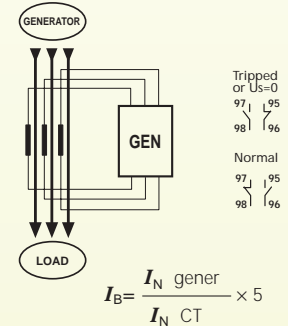 GENERATOR
Tripped
or Us=0
97 95
98 96
GEN
Normal
97 95
98 96
LOAD
IB= IN gener × 5
IN CT